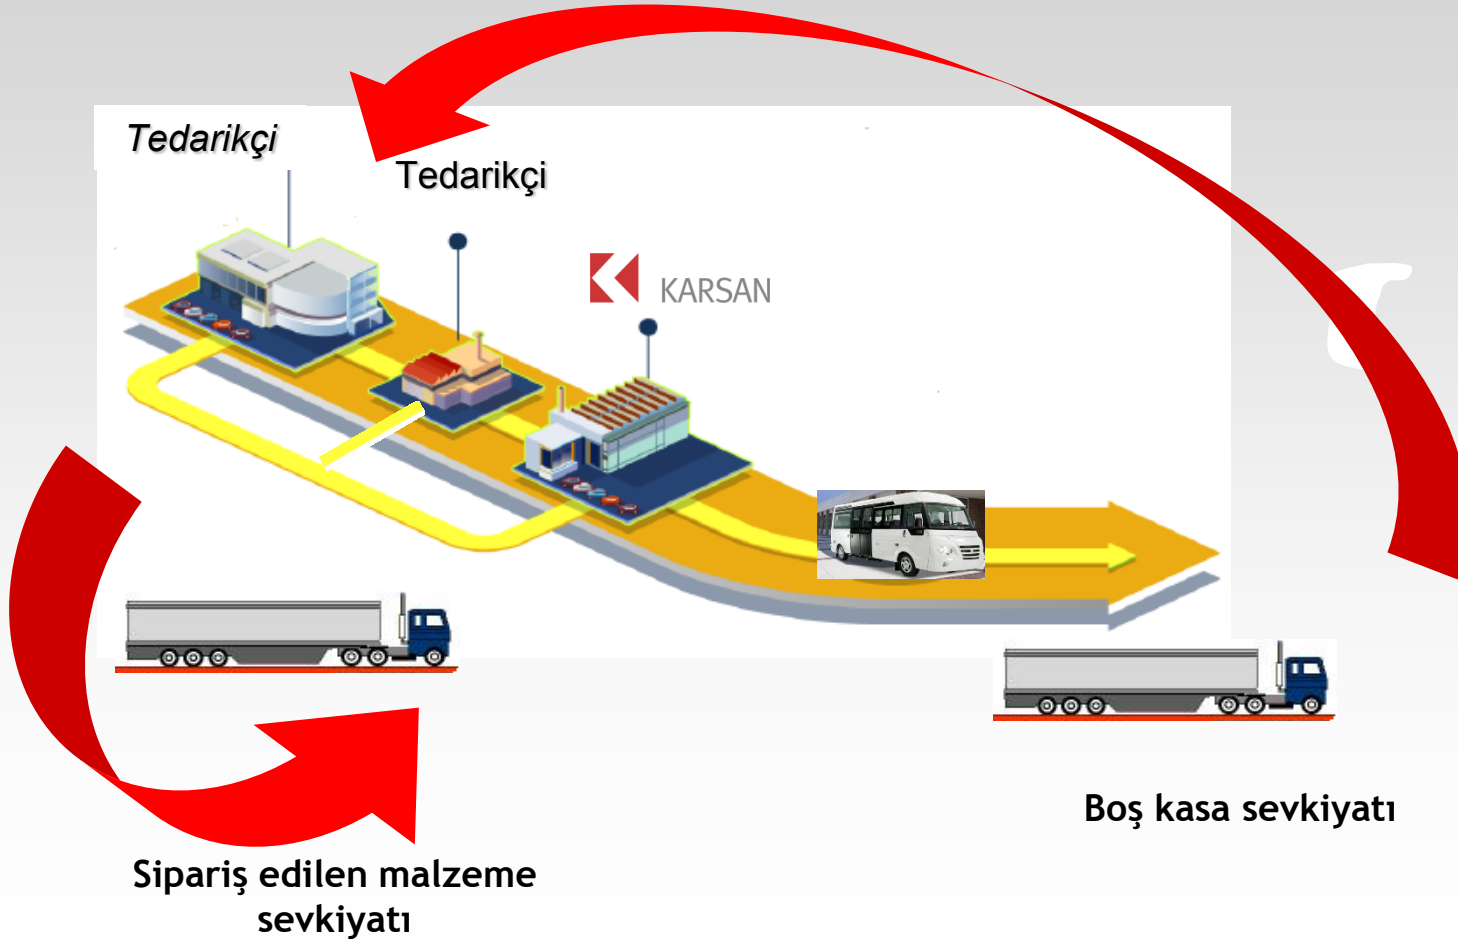 Tedarikçi
Tedarikçi
KARSAN
Boş kasa sevkiyatı
Sipariş edilen malzeme
sevkiyatı